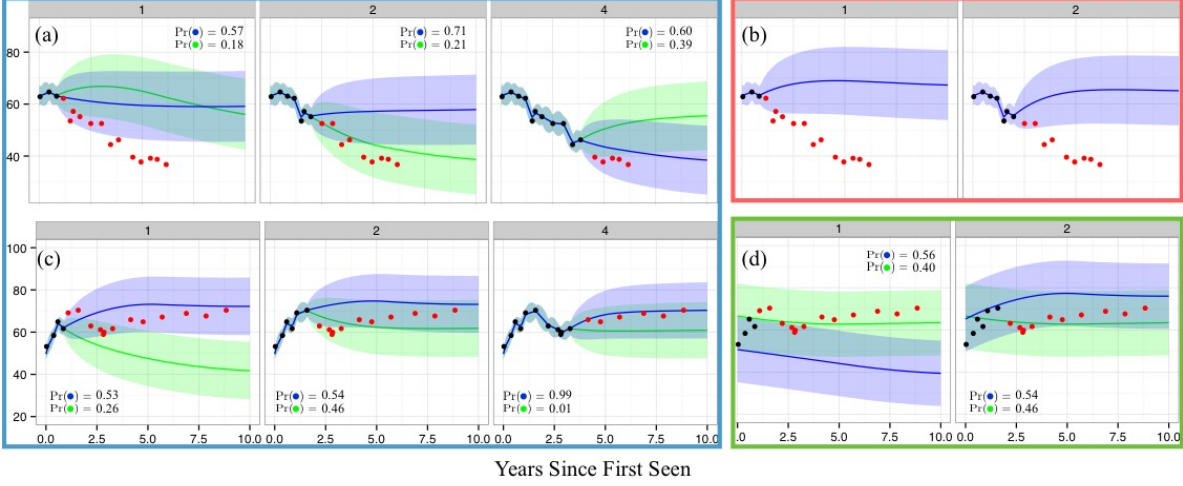 1
2
4
1
2
(a)
Pr(●) = 0.57
Pr(●) = 0.18
Pr(●) = 0.71
Pr(●) = 0.21
Pr(●) = 0.60
Pr(●) = 0.39
(b)
80
60
40
1
2
4
1
2
(c)
Pr(●) = 0.53
Pr(●) = 0.26
Pr(●) = 0.54
Pr(●) = 0.46
Pr(●) = 0.99
Pr(●) = 0.01
(d)
Pr(●) = 0.56
Pr(●) = 0.40
Pr(●) = 0.54
Pr(●) = 0.46
100
80
60
40
20
0.0 2.5 5.0 7.5 10.0
0.0 2.5 5.0 7.5 10.0
0.0 2.5 5.0 7.5 10.0
.0 2.5 5.0 7.5 10.0
0.0 2.5 5.0 7.5 10.0
Years Since First Seen